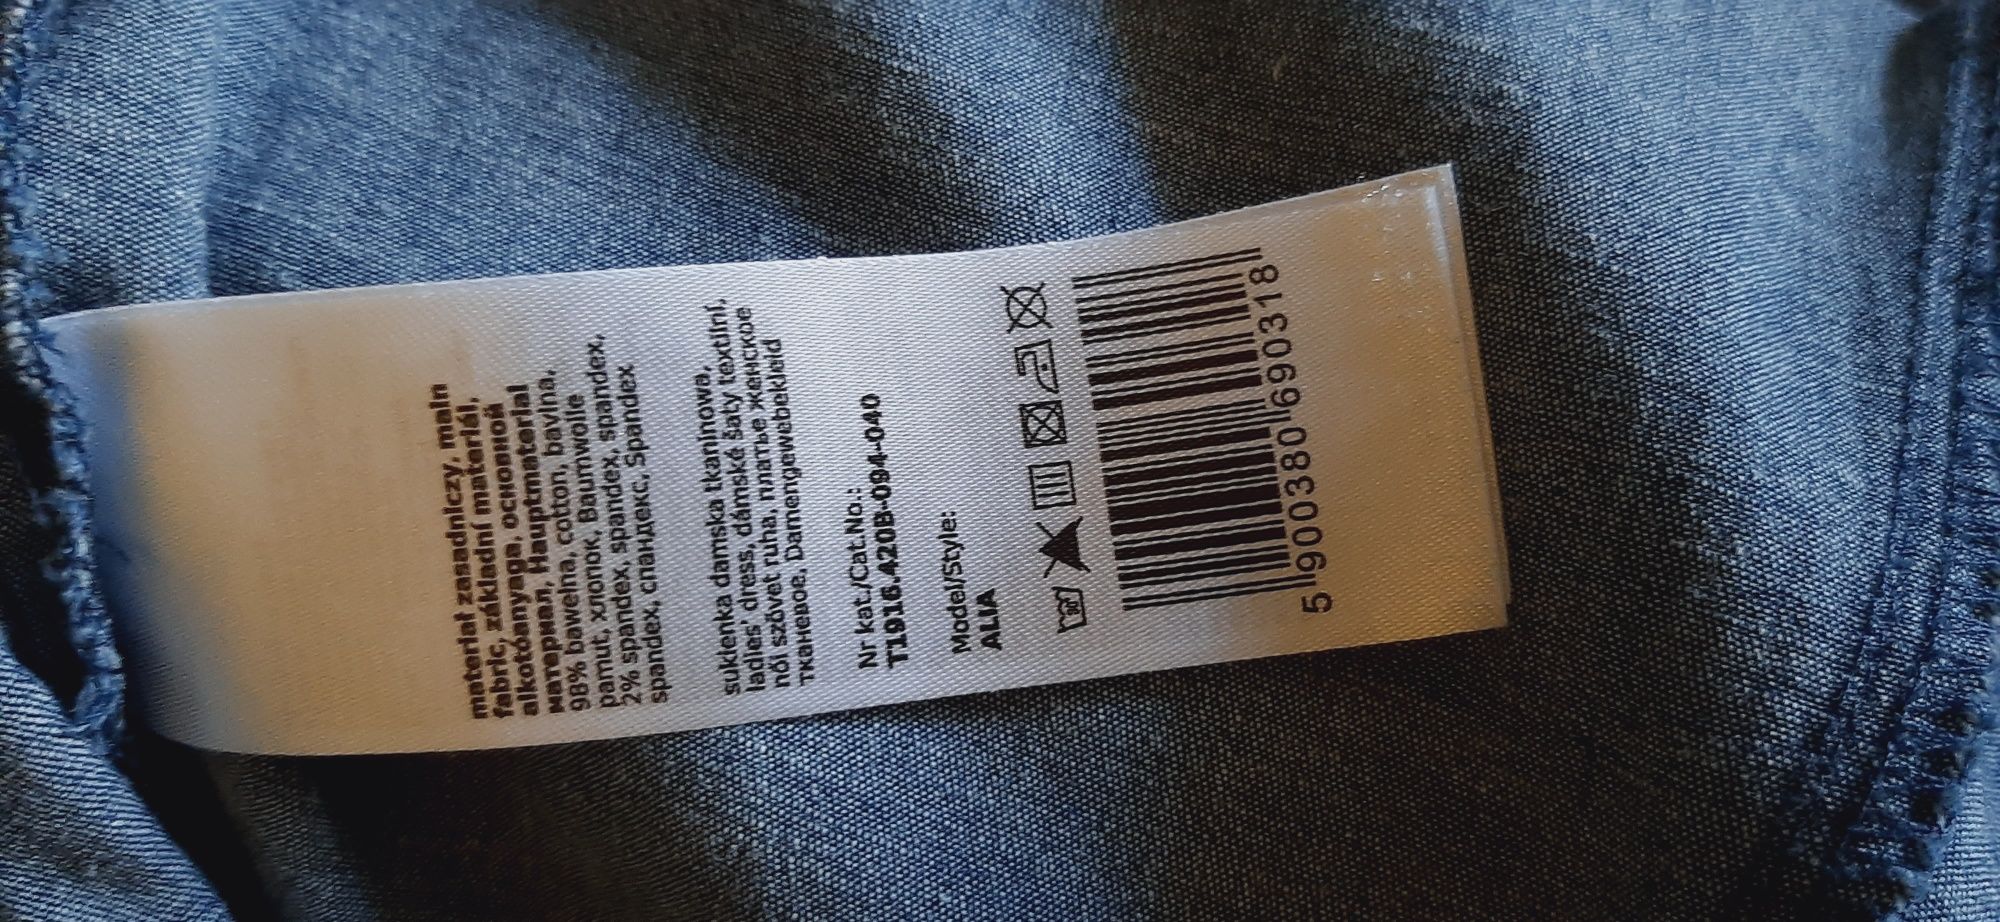 materiał zasadniczy, main
fabric, základní materiál,
alkotóanyaga, основной
материал, Hauptmaterial
98% bawełna, cotton, bavlna,
pamut, хлопок, Baumwolle
2% spandex, spandex, spandex,
spandex, спандекс, Spandex
sukienka damska tkaninowa,
ladies' dress, dámské šaty textilní,
női szövet ruha, платье женское
тканевое, Damengewebekleid
Nr kat./Cat.No.:
T1916.420B-094-040
Model/Style:
ALIA
30
5 900380 690318